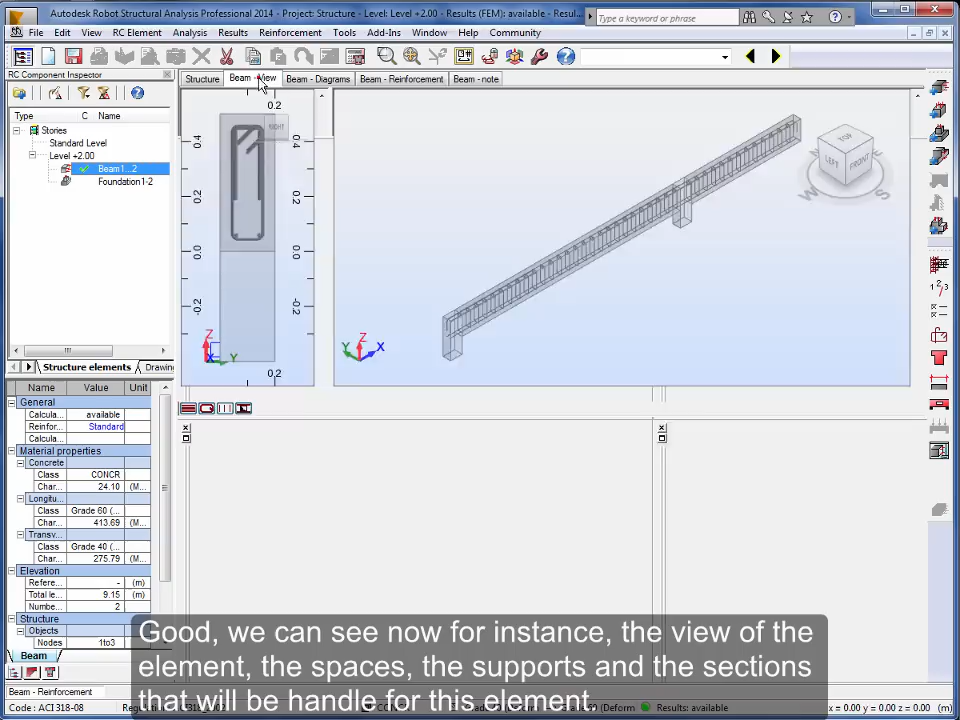 Autodesk Robot Structural Analysis Professional 2014 - Project: Structure - Level: Level +2.00 - Results (FEM): available - Resul...
Type a keyword or phrase
File Edit View RC Element Analysis Results Reinforcement Tools Add-Ins Window Help Community
RC Component Inspector
Structure Beam - View Beam - Diagrams Beam - Reinforcement Beam - note
Type C Name
Stories
Standard Level
Level +2.00
Beam1...2
Foundation1-2
Structure elements Drawin
0.2
0.4 0.4
0.2 0.2
0.0 0.0
-0.2 -0.2
0.2
RIGHT
Z
X Y
Z
Y X
TOP
LEFT FRONT
W S
Name Value Unit
General
Calcula... available
Reinfor... Standard
Calcula...
Material properties
Concrete
Class CONCR
Char... 24.10 (M...
Longitu...
Class Grade 60 (...
Char... 413.69 (M...
Transv...
Class Grade 40 (...
Char... 275.79 (M...
Elevation
Refere... - (m)
Total le... 9.15 (m)
Numbe... 2
Structure
Objects
Nodes 1to3
Beam
Beam - Reinforcement
Good, we can see now for instance, the view of the
element, the spaces, the supports and the sections
that will be handle for this element.
Code: ACI 318-08
Results: available
x = 0.00 y = 0.00 z = 0.00 (m)